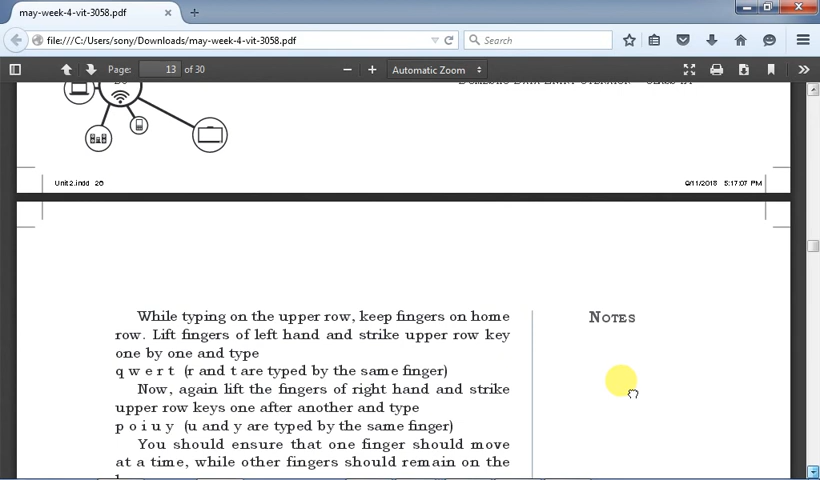 may-week-4-vit-3058.pdf
file:///C:/Users/sony/Downloads/may-week-4-vit-3058.pdf
Search
Page: 13 of 30
Automatic Zoom
Unit2.indd 26
6/11/2018 5:17:07 PM
While typing on the upper row, keep fingers on home
row. Lift fingers of left hand and strike upper row key
one by one and type
q w e r t (r and t are typed by the same finger)
Now, again lift the fingers of right hand and strike
upper row keys one after another and type
p o i u y (u and y are typed by the same finger)
You should ensure that one finger should move
at a time, while other fingers should remain on the
Notes